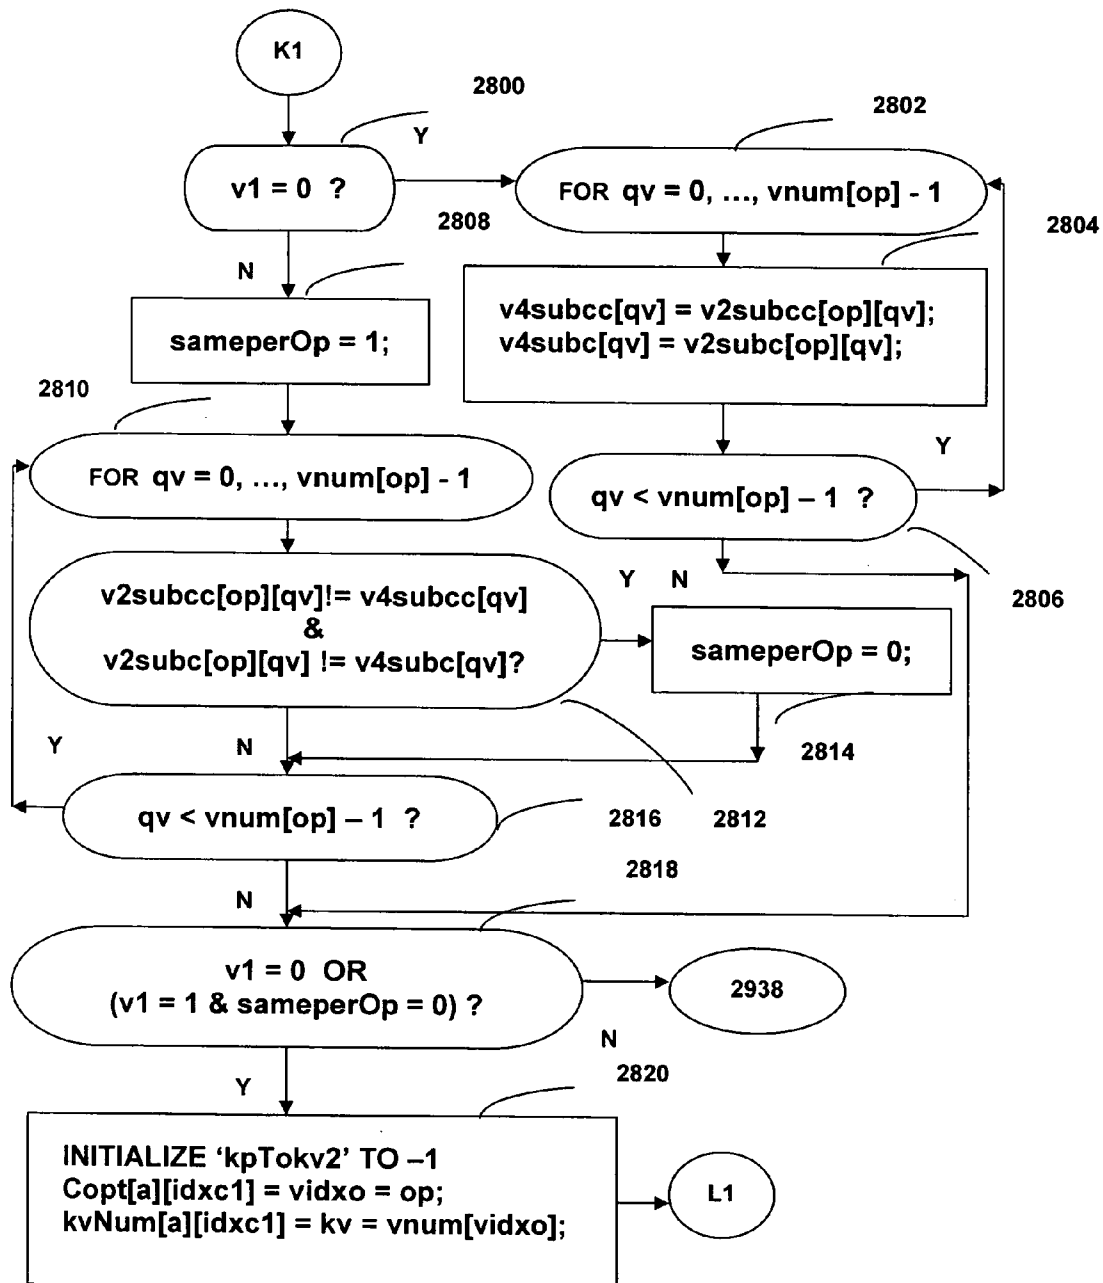 K1
2800
2802
Y
v1 = 0 ?
FOR qv = 0, ..., vnum[op] - 1
2808
2804
N
v4subcc[qv] = v2subcc[op][qv];
v4subc[qv] = v2subc[op][qv];
sameperOp = 1;
2810
Y
FOR qv = 0, ..., vnum[op] - 1
qv < vnum[op] – 1 ?
Y N
2806
v2subcc[op][qv]!= v4subcc[qv]
&
v2subc[op][qv] != v4subc[qv]?
sameperOp = 0;
Y
N
2814
qv < vnum[op] – 1 ?
2816
2812
2818
N
v1 = 0 OR
(v1 = 1 & sameperOp = 0) ?
2938
N
Y
2820
INITIALIZE ‘kpTokv2’ TO –1
Copt[a][idxc1] = vidxo = op;
kvNum[a][idxc1] = kv = vnum[vidxo];
L1